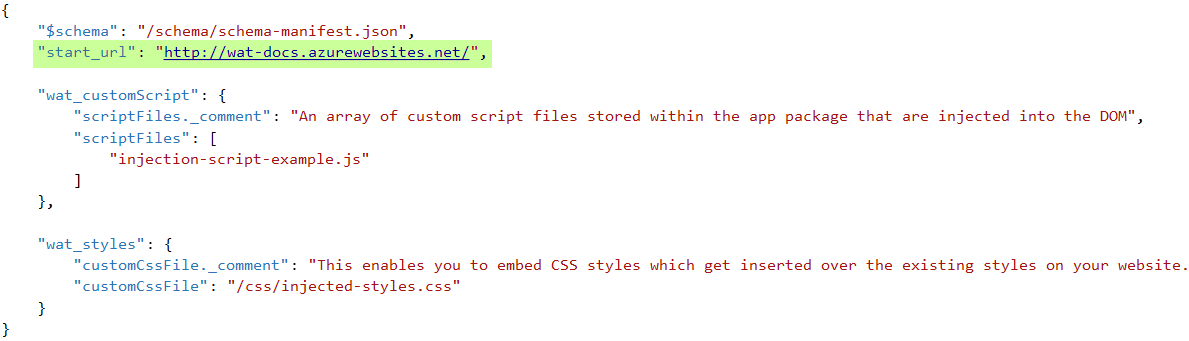 {
    "$schema": "/schema/schema-manifest.json",
    "start_url": "http://wat-docs.azurewebsites.net/",

    "wat_customScript": {
        "scriptFiles._comment": "An array of custom script files stored within the app package that are injected into the DOM",
        "scriptFiles": [
            "injection-script-example.js"
        ]
    },

    "wat_styles": {
        "customCssFile._comment": "This enables you to embed CSS styles which get inserted over the existing styles on your website.
        "customCssFile": "/css/injected-styles.css"
    }
}